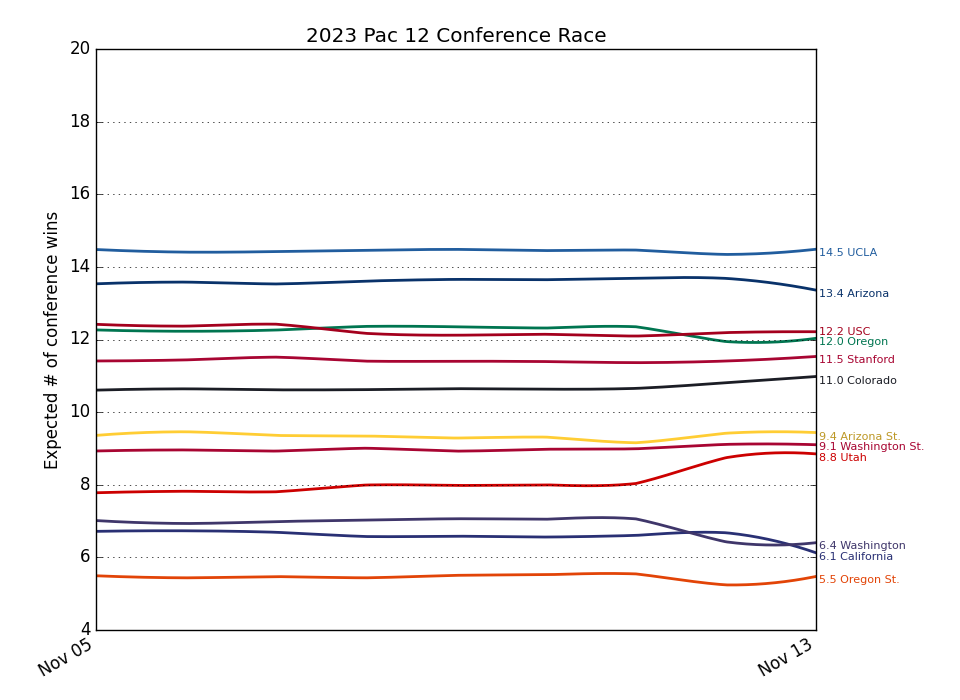 2023 Pac 12 Conference Race
Expected # of conference wins
20
18
16
14
12
10
8
6
4
Nov 05
Nov 13
14.5 UCLA
13.4 Arizona
12.2 USC
12.0 Oregon
11.5 Stanford
11.0 Colorado
9.4 Arizona St.
9.1 Washington St.
8.8 Utah
6.4 Washington
6.1 California
5.5 Oregon St.